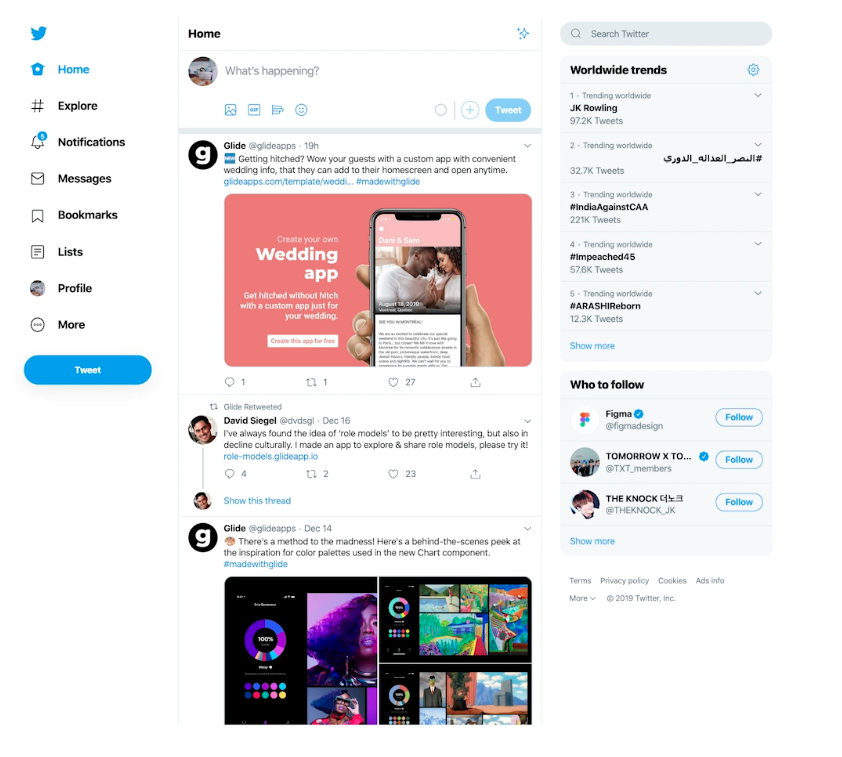 Home
Explore
6
Notifications
Messages
Bookmarks
Lists
Profile
More
Tweet
Home
What's happening?
GIF
Tweet
Glide @glideapps · 19h
Getting hitched? Wow your guests with a custom app with convenient
wedding info, that they can add to their homescreen and open anytime.
glideapps.com/template/weddi... #madewithglide
Create your own
Wedding
app
Get hitched without hitch
with a custom app just for
your wedding.
Create this app for free
Dani & Sam
August 18, 2019
Montreal, Quebec
SEE YOU IN MONTREAL!
1
1
27
Glide Retweeted
David Siegel @dvdsgl · Dec 16
I've always found the idea of 'role models' to be pretty interesting, but also in
decline culturally. I made an app to explore & share role models, please try it!
role-models.glideapp.io
4
2
23
Show this thread
Glide @glideapps · Dec 14
There's a method to the madness! Here's a behind-the-scenes peek at
the inspiration for color palettes used in the new Chart component.
#madewithglide
100%
100%
100%
Search Twitter
Worldwide trends
1 · Trending worldwide
JK Rowling
97.2K Tweets
2 · Trending worldwide
#النصر_العداله_الدوري
32.7K Tweets
3 · Trending worldwide
#IndiaAgainstCAA
221K Tweets
4 · Trending worldwide
#Impeached45
57.6K Tweets
5 · Trending worldwide
#ARASHIReborn
12.3K Tweets
Show more
Who to follow
Figma
@figmadesign
Follow
TOMORROW X TO...
@TXT_members
Follow
THE KNOCK 더노크
@THEKNOCK_JK
Follow
Show more
Terms Privacy policy Cookies Ads info
More © 2019 Twitter, Inc.